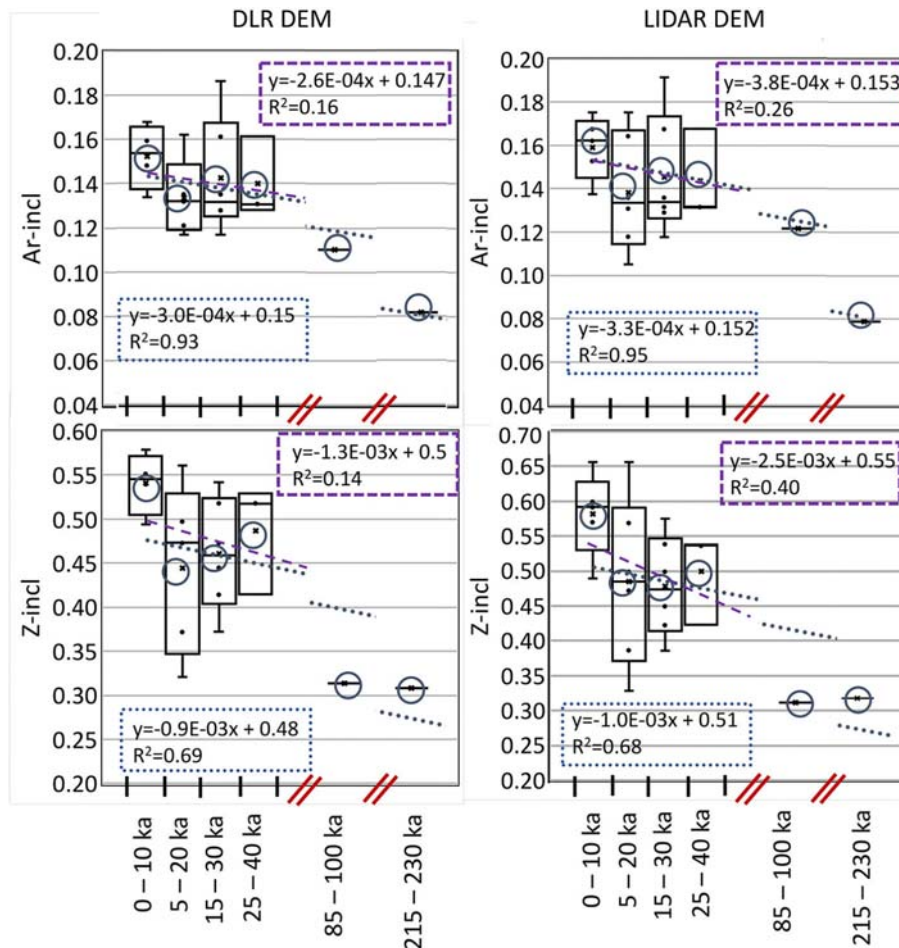 DLR DEM
LIDAR DEM
0.20
0.18
0.16
0.14
0.12
0.10
0.08
0.06
0.04
Ar-incl
y=-2.6E-04x + 0.147
R²=0.16
y=-3.0E-04x + 0.15
R²=0.93
0.20
0.18
0.16
0.14
0.12
0.10
0.08
0.06
0.04
Ar-incl
y=-3.8E-04x + 0.153
R²=0.26
y=-3.3E-04x + 0.152
R²=0.95
0.60
0.55
0.50
0.45
0.40
0.35
0.30
0.25
0.20
Z-incl
y=-1.3E-03x + 0.5
R²=0.14
y=-0.9E-03x + 0.48
R²=0.69
0.70
0.65
0.60
0.55
0.50
0.45
0.40
0.35
0.30
0.25
0.20
Z-incl
y=-2.5E-03x + 0.55
R²=0.40
y=-1.0E-03x + 0.51
R²=0.68
0 – 10 ka
5 – 20 ka
15 – 30 ka
25 – 40 ka
85 – 100 ka
215 – 230 ka
0 – 10 ka
5 – 20 ka
15 – 30 ka
25 – 40 ka
85 – 100 ka
215 – 230 ka